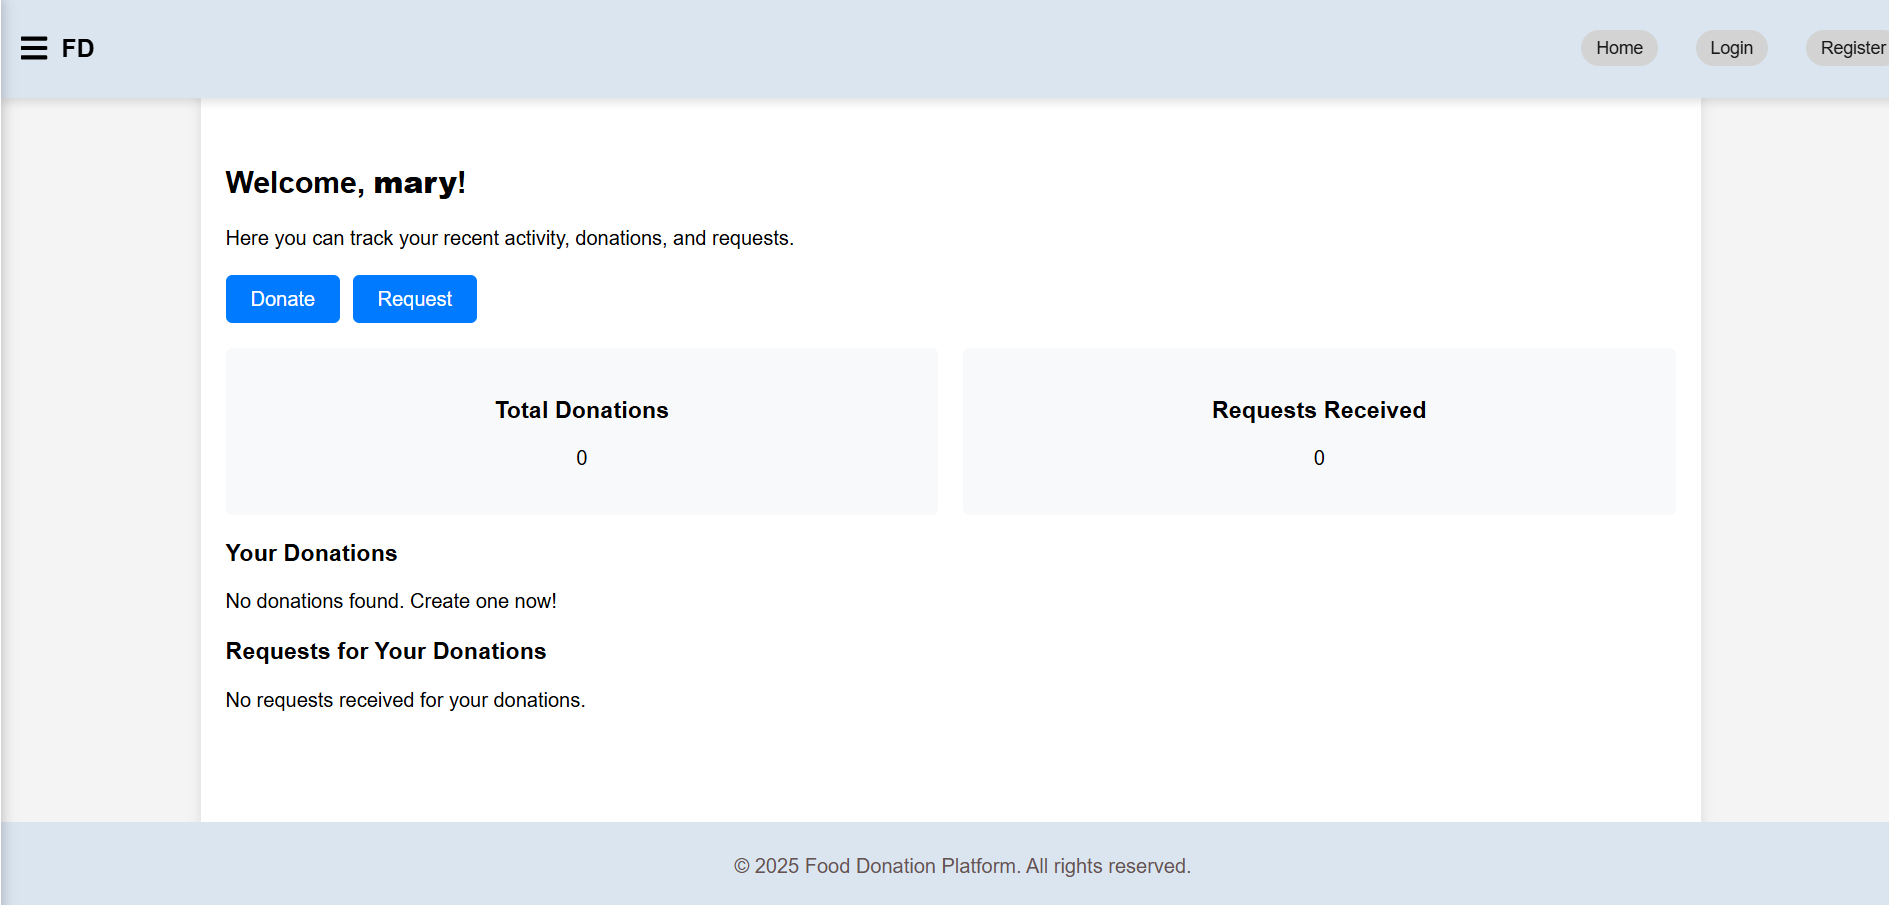 FD
Home
Login
Register
Welcome, mary!
Here you can track your recent activity, donations, and requests.
Donate
Request
Total Donations
0
Requests Received
0
Your Donations
No donations found. Create one now!
Requests for Your Donations
No requests received for your donations.
© 2025 Food Donation Platform. All rights reserved.